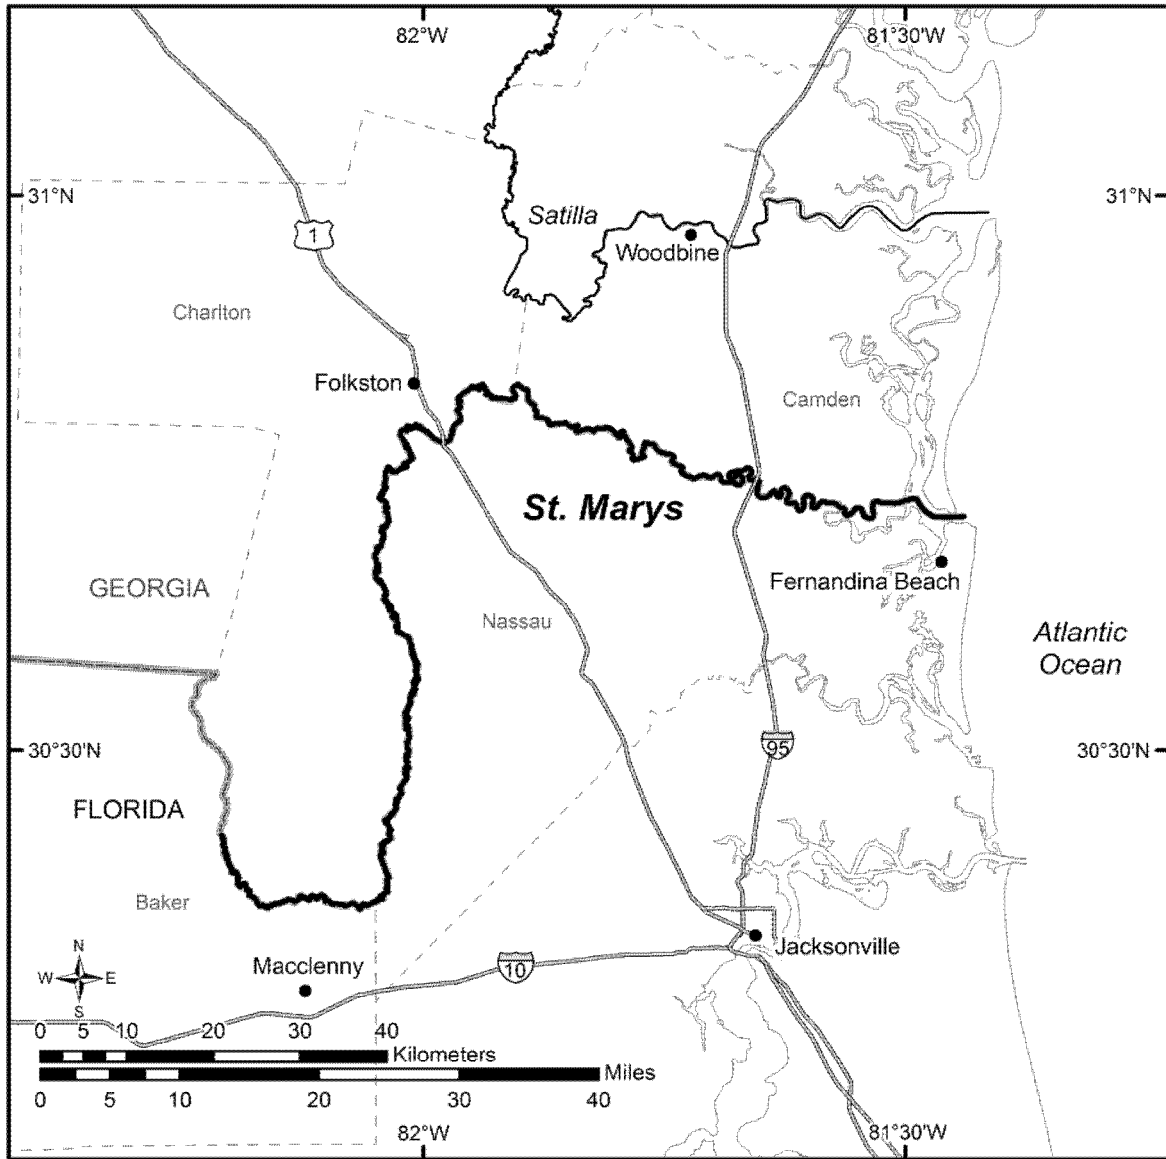 82°W
81°30'W
31°N
31°N
1
Satilla
Woodbine
Charlton
Folkston
Camden
St. Marys
GEORGIA
Fernandina Beach
Nassau
Atlantic
Ocean
30°30'N
95
30°30'N
FLORIDA
Baker
Jacksonville
N
W E
S
Macclenny
10
0 5 10 20 30 40
Kilometers
Miles
0 5 10 20 30 40
82°W
81°30'W